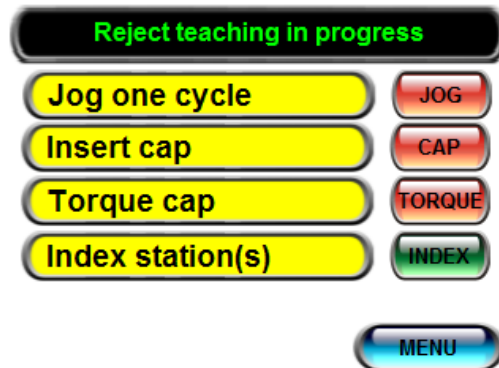 Reject teaching in progress
Jog one cycle JOG
Insert cap CAP
Torque cap TORQUE
Index station(s) INDEX
MENU